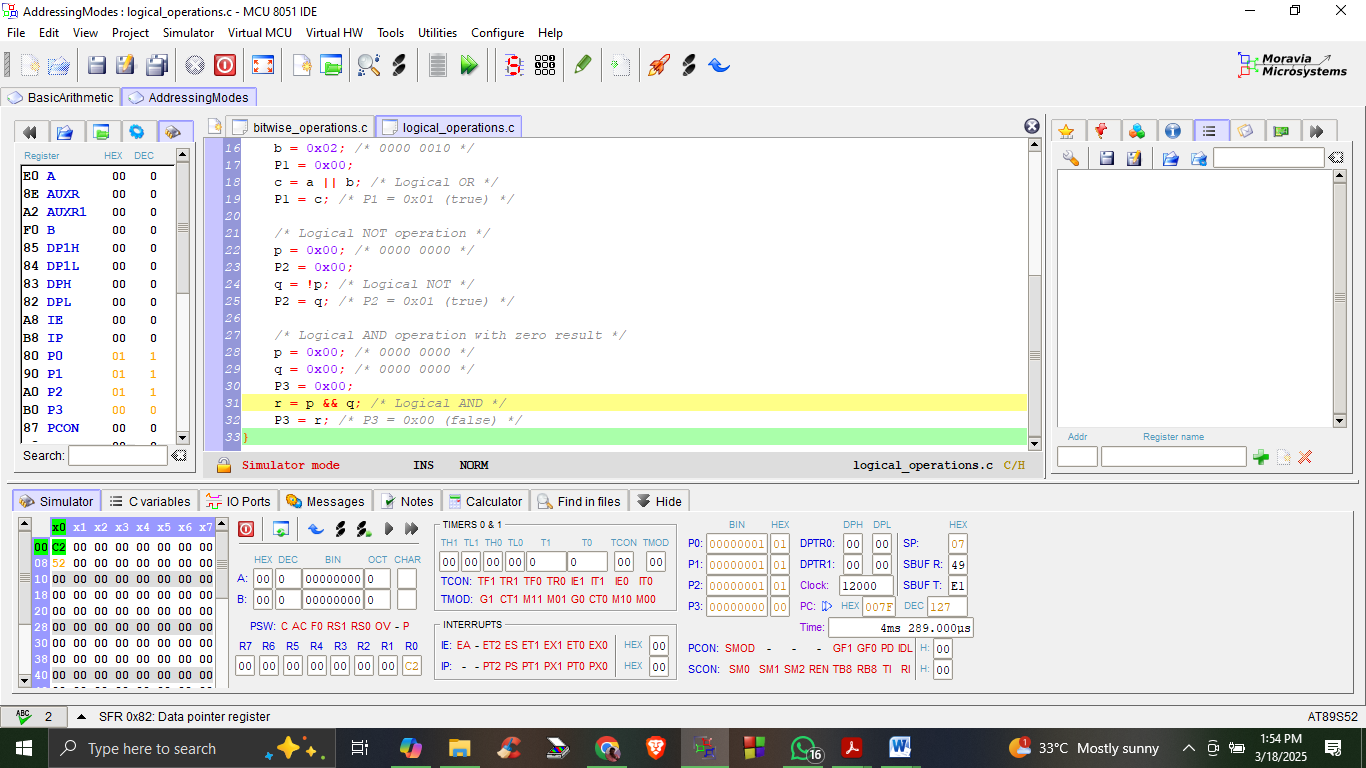 AddressingModes : logical_operations.c - MCU 8051 IDE
File Edit View Project Simulator Virtual MCU Virtual HW Tools Utilities Configure Help
Moravia
Microsystems
BasicArithmetic AddressingModes
bitwise_operations.c logical_operations.c
Register HEX DEC
E0 A 00 0
8E AUXR 00 0
A2 AUXR1 00 0
F0 B 00 0
85 DP1H 00 0
84 DP1L 00 0
83 DPH 00 0
82 DPL 00 0
A8 IE 00 0
B8 IP 00 0
80 P0 01 1
90 P1 01 1
A0 P2 01 1
B0 P3 00 0
87 PCON 00 0
Search:
16 b = 0x02; /* 0000 0010 */
17 P1 = 0x00;
18 c = a || b; /* Logical OR */
19 P1 = c; /* P1 = 0x01 (true) */
20
21 /* Logical NOT operation */
22 p = 0x00; /* 0000 0000 */
23 P2 = 0x00;
24 q = !p; /* Logical NOT */
25 P2 = q; /* P2 = 0x01 (true) */
26
27 /* Logical AND operation with zero result */
28 p = 0x00; /* 0000 0000 */
29 q = 0x00; /* 0000 0000 */
30 P3 = 0x00;
31 r = p && q; /* Logical AND */
32 P3 = r; /* P3 = 0x00 (false) */
33 }
Simulator mode INS NORM logical_operations.c C/H
Addr Register name
Simulator C variables IO Ports Messages Notes Calculator Find in files Hide
x0 x1 x2 x3 x4 x5 x6 x7
00 C2 00 00 00 00 00 00 00
08 52 00 00 00 00 00 00 00
10 00 00 00 00 00 00 00 00
18 00 00 00 00 00 00 00 00
20 00 00 00 00 00 00 00 00
28 00 00 00 00 00 00 00 00
30 00 00 00 00 00 00 00 00
38 00 00 00 00 00 00 00 00
40 00 00 00 00 00 00 00 00
HEX DEC BIN OCT CHAR
A: 00 0 00000000 0
B: 00 0 00000000 0
PSW: C AC F0 RS1 RS0 OV - P
R7 R6 R5 R4 R3 R2 R1 R0
00 00 00 00 00 00 00 C2
TIMERS 0 & 1
TH1 TL1 TH0 TL0 T1 T0 TCON TMOD
00 00 00 00 0 0 00 00
TCON: TF1 TR1 TF0 TR0 IE1 IT1 IE0 IT0
TMOD: G1 CT1 M11 M01 G0 CT0 M10 M00
INTERRUPTS
IE: EA - ET2 ES ET1 EX1 ET0 EX0 HEX 00
IP: - - PT2 PS PT1 PX1 PT0 PX0 HEX 00
BIN HEX DPH DPL HEX
P0: 00000001 01 DPTR0: 00 00 SP: 07
P1: 00000001 01 DPTR1: 00 00 SBUF R: 49
P2: 00000001 01 Clock: 12000 SBUF T: E1
P3: 00000000 00 PC: HEX 007F DEC 127
Time: 4ms 289.000µs
PCON: SMOD - - - GF1 GF0 PD IDL H: 00
SCON: SM0 SM1 SM2 REN TB8 RB8 TI RI H: 00
ABC 2 SFR 0x82: Data pointer register AT89S52
Type here to search
16
1
33°C Mostly sunny
1:54 PM
3/18/2025